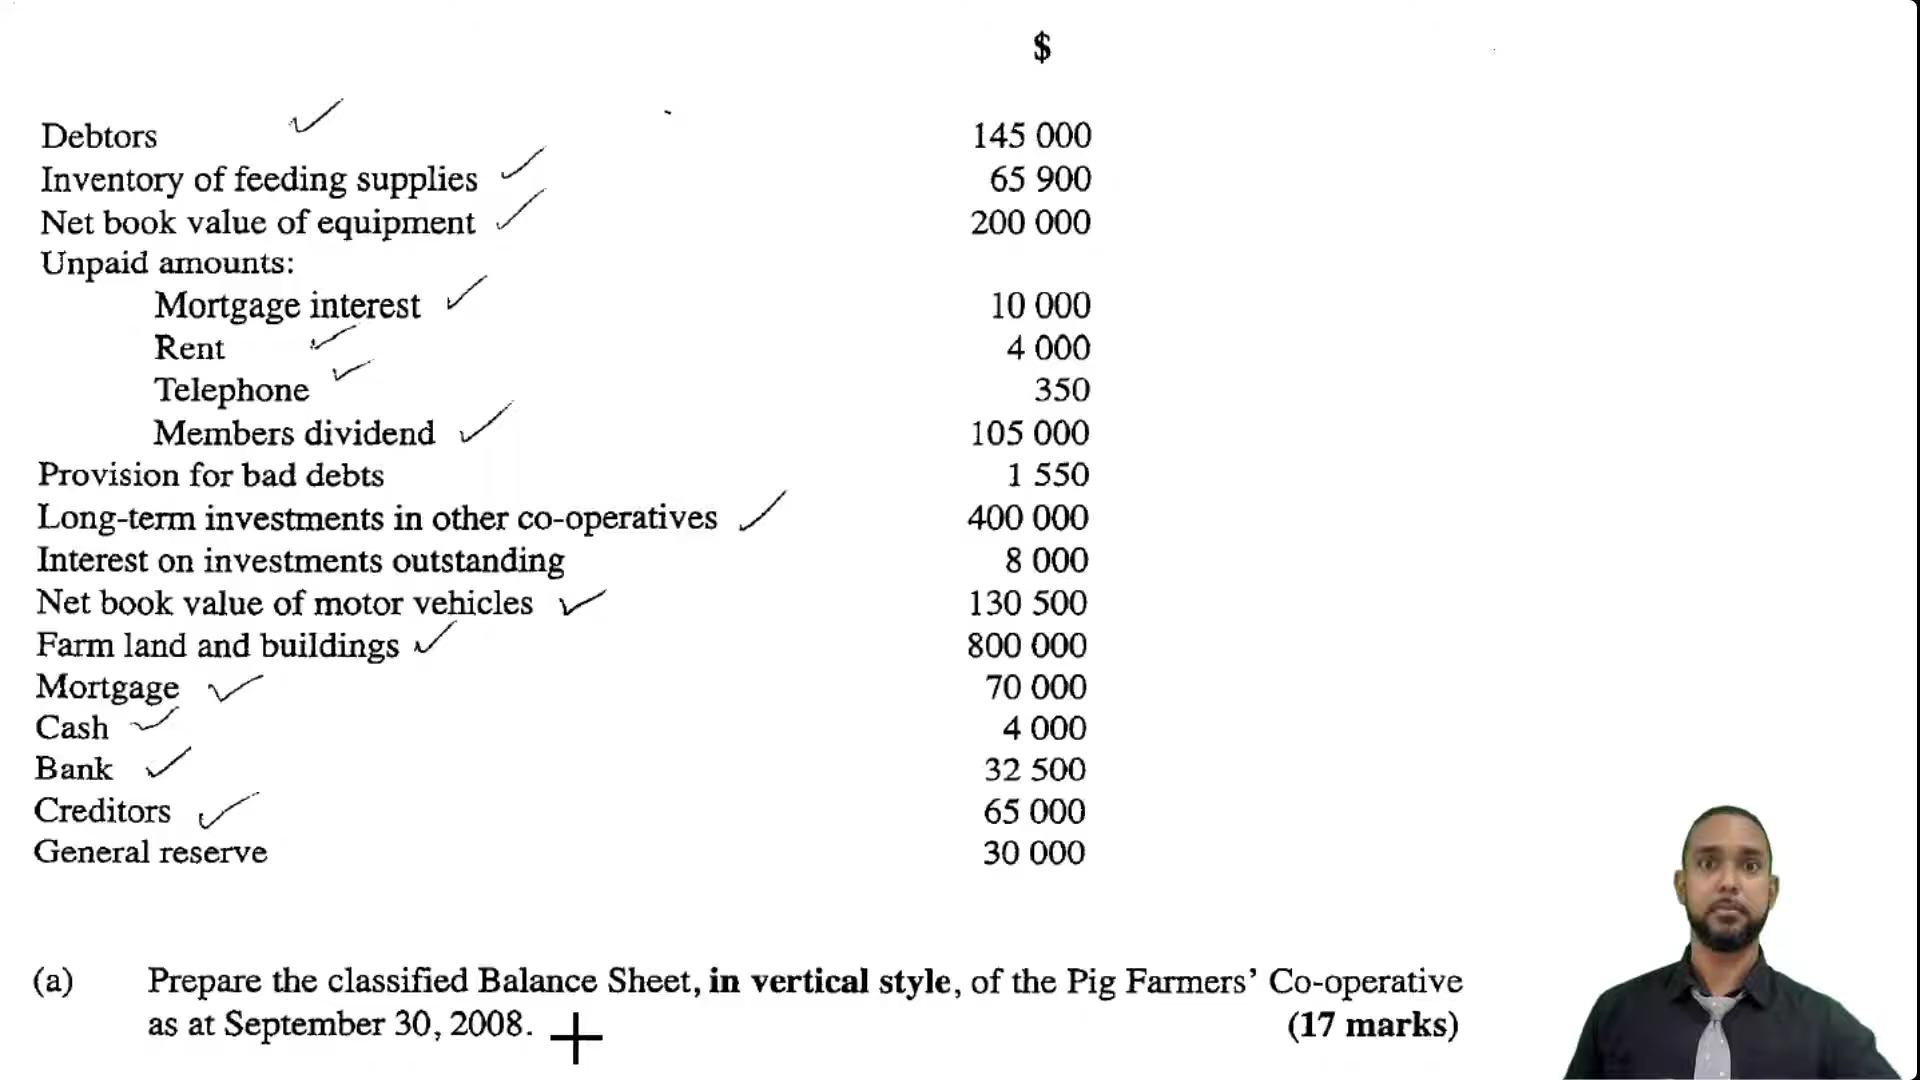 $
Debtors 145 000
Inventory of feeding supplies 65 900
Net book value of equipment 200 000
Unpaid amounts:
Mortgage interest 10 000
Rent 4 000
Telephone 350
Members dividend 105 000
Provision for bad debts 1 550
Long-term investments in other co-operatives 400 000
Interest on investments outstanding 8 000
Net book value of motor vehicles 130 500
Farm land and buildings 800 000
Mortgage 70 000
Cash 4 000
Bank 32 500
Creditors 65 000
General reserve 30 000
(a) Prepare the classified Balance Sheet, in vertical style, of the Pig Farmers' Co-operative
as at September 30, 2008. (17 marks)